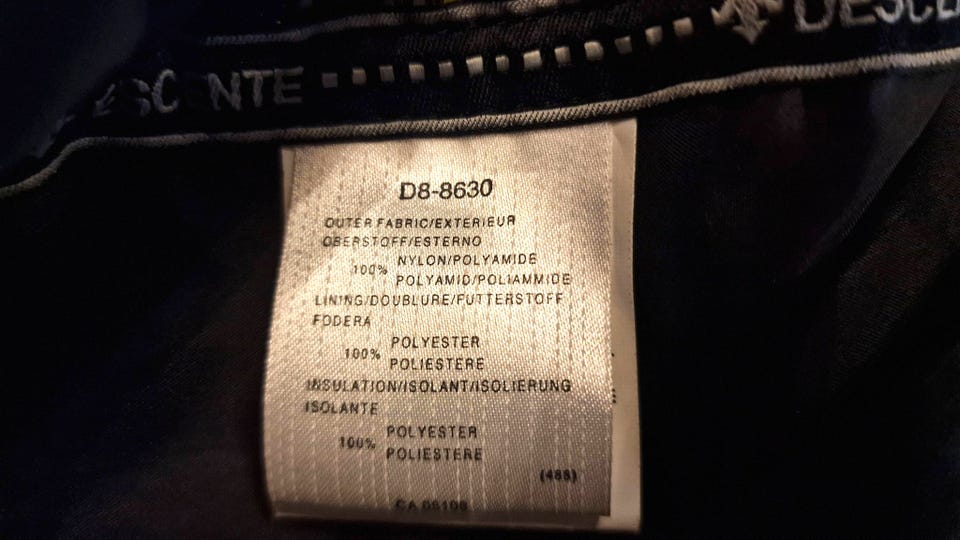 DESCENTE
D8-8630
OUTER FABRIC/EXTERIEUR
OBERSTOFF/ESTERNO
100% NYLON/POLYAMIDE
POLYAMID/POLIAMMIDE
LINING/DOUBLURE/FUTTERSTOFF
FODERA
100% POLYESTER
POLIESTERE
INSULATION/ISOLANT/ISOLIERUNG
ISOLANTE
100% POLYESTER
POLIESTERE
(488)